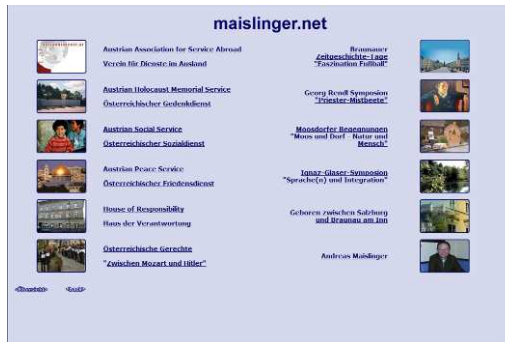 maislinger.net
Austrian Association for Service Abroad
Verein für Dienste im Ausland
Austrian Holocaust Memorial Service
Österreichischer Gedenkdienst
Austrian Social Service
Österreichischer Sozialdienst
Austrian Peace Service
Österreichischer Friedensdienst
House of Responsibility
Haus der Verantwortung
Österreichische Gerechte
"Zwischen Mozart und Hitler"
Braunauer
Zeitgeschichte-Tage
"Faszination Fußball"
Georg Rendl Symposion
"Priester-Mistbeete"
Moosdorfer Begegnungen
"Moos und Dorf - Natur und
Mensch"
Ignaz-Glaser-Symposion
"Sprache(n) und Integration"
Geboren zwischen Salzburg
und Braunau am Inn
Andreas Maislinger